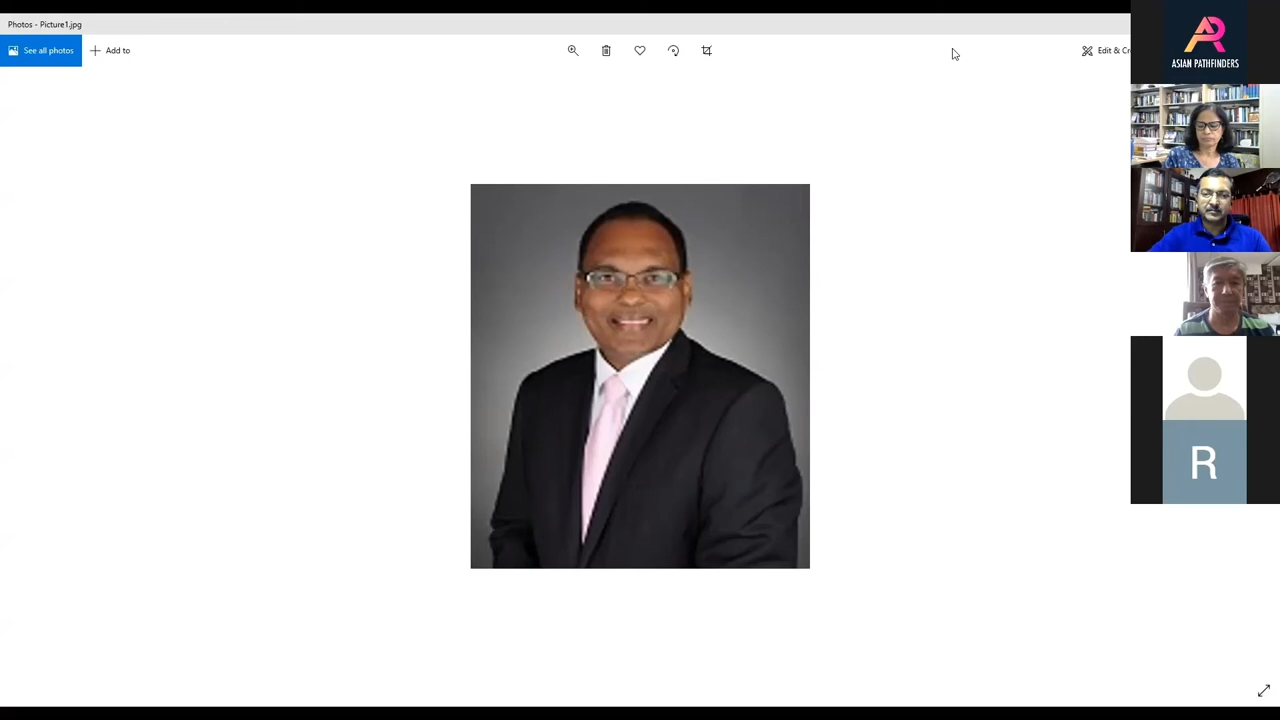 Photos - Picture1.jpg
See all photos
Add to
Edit & Cr
ASIAN PATHFINDERS
R